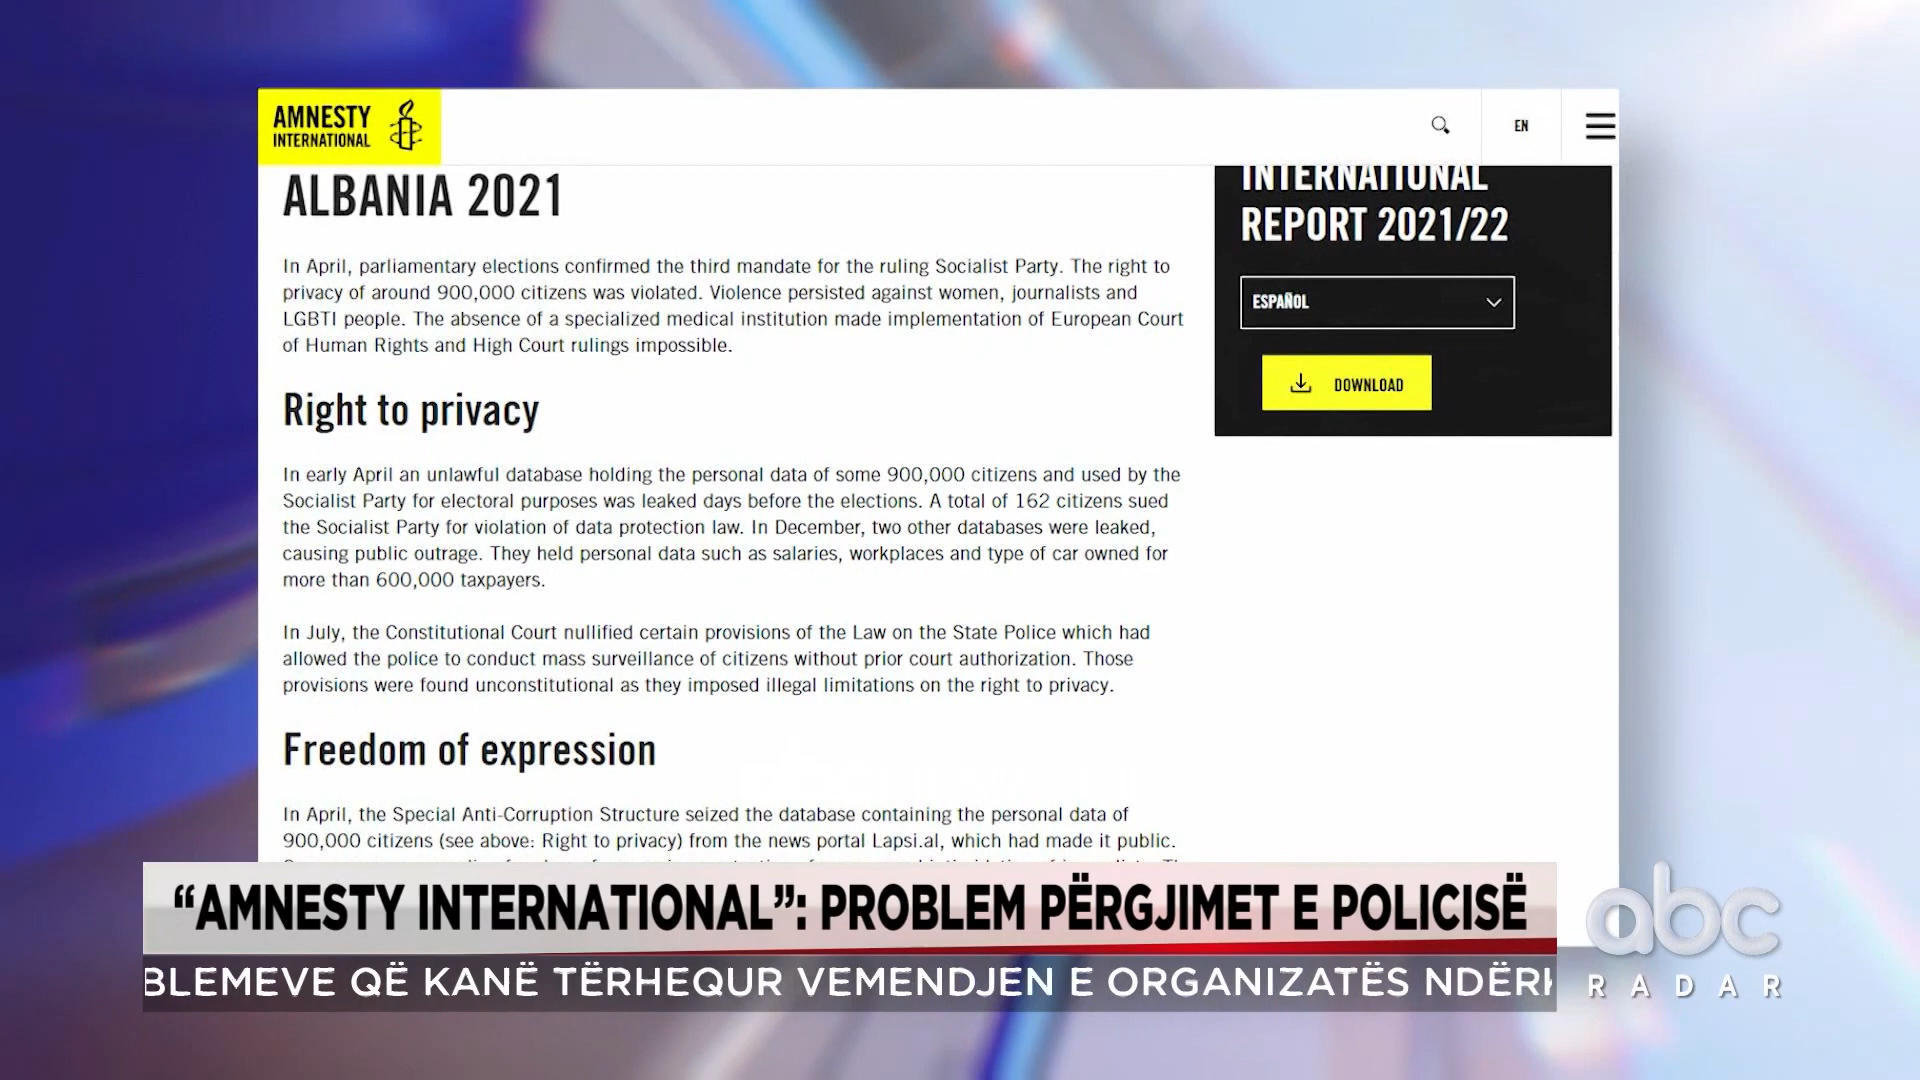 AMNESTY
INTERNATIONAL
EN
ALBANIA 2021
INTERNATIONAL
REPORT 2021/22
ESPAÑOL
DOWNLOAD
In April, parliamentary elections confirmed the third mandate for the ruling Socialist Party. The right to
privacy of around 900,000 citizens was violated. Violence persisted against women, journalists and
LGBTI people. The absence of a specialized medical institution made implementation of European Court
of Human Rights and High Court rulings impossible.
Right to privacy
In early April an unlawful database holding the personal data of some 900,000 citizens and used by the
Socialist Party for electoral purposes was leaked days before the elections. A total of 162 citizens sued
the Socialist Party for violation of data protection law. In December, two other databases were leaked,
causing public outrage. They held personal data such as salaries, workplaces and type of car owned for
more than 600,000 taxpayers.
In July, the Constitutional Court nullified certain provisions of the Law on the State Police which had
allowed the police to conduct mass surveillance of citizens without prior court authorization. Those
provisions were found unconstitutional as they imposed illegal limitations on the right to privacy.
Freedom of expression
In April, the Special Anti-Corruption Structure seized the database containing the personal data of
900,000 citizens (see above: Right to privacy) from the news portal Lapsi.al, which had made it public.
“AMNESTY INTERNATIONAL”: PROBLEM PËRGJIMET E POLICISË
BLEMEVE QË KANË TËRHEQUR VEMENDJEN E ORGANIZATËS NDËRK
abc
RADAR